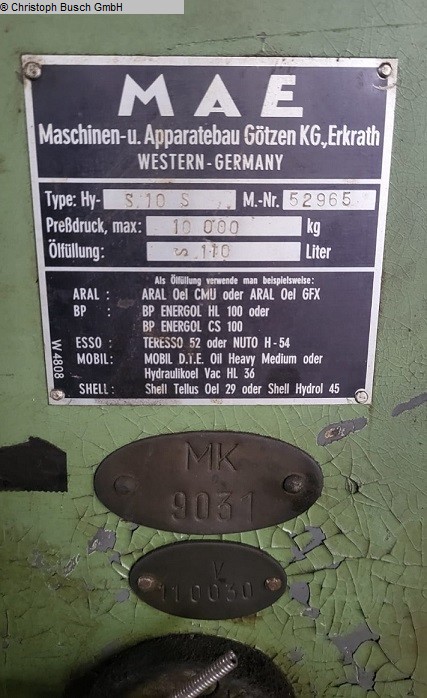 © Christoph Busch GmbH
MAE
Maschinen-u. Apparatebau Götzen KG., Erkrath
WESTERN-GERMANY
Type: Hy- S 10 S M.-Nr. 52965
Preßdruck, max: 10 000 kg
Ölfüllung: S 110 Liter
Als Ölfüllung verwende man beispielsweise:
ARAL : ARAL Oel CMU oder ARAL Oel GFX
BP : BP ENERGOL HL 100 oder
BP ENERGOL CS 100
ESSO : TERESSO 52 oder NUTO H-54
MOBIL: MOBIL D.T.E. Oil Heavy Medium oder
Hydraulikoel Vac HL 36
SHELL: Shell Tellus Oel 29 oder Shell Hydrol 45
W 4808
MK
9031
V
110030